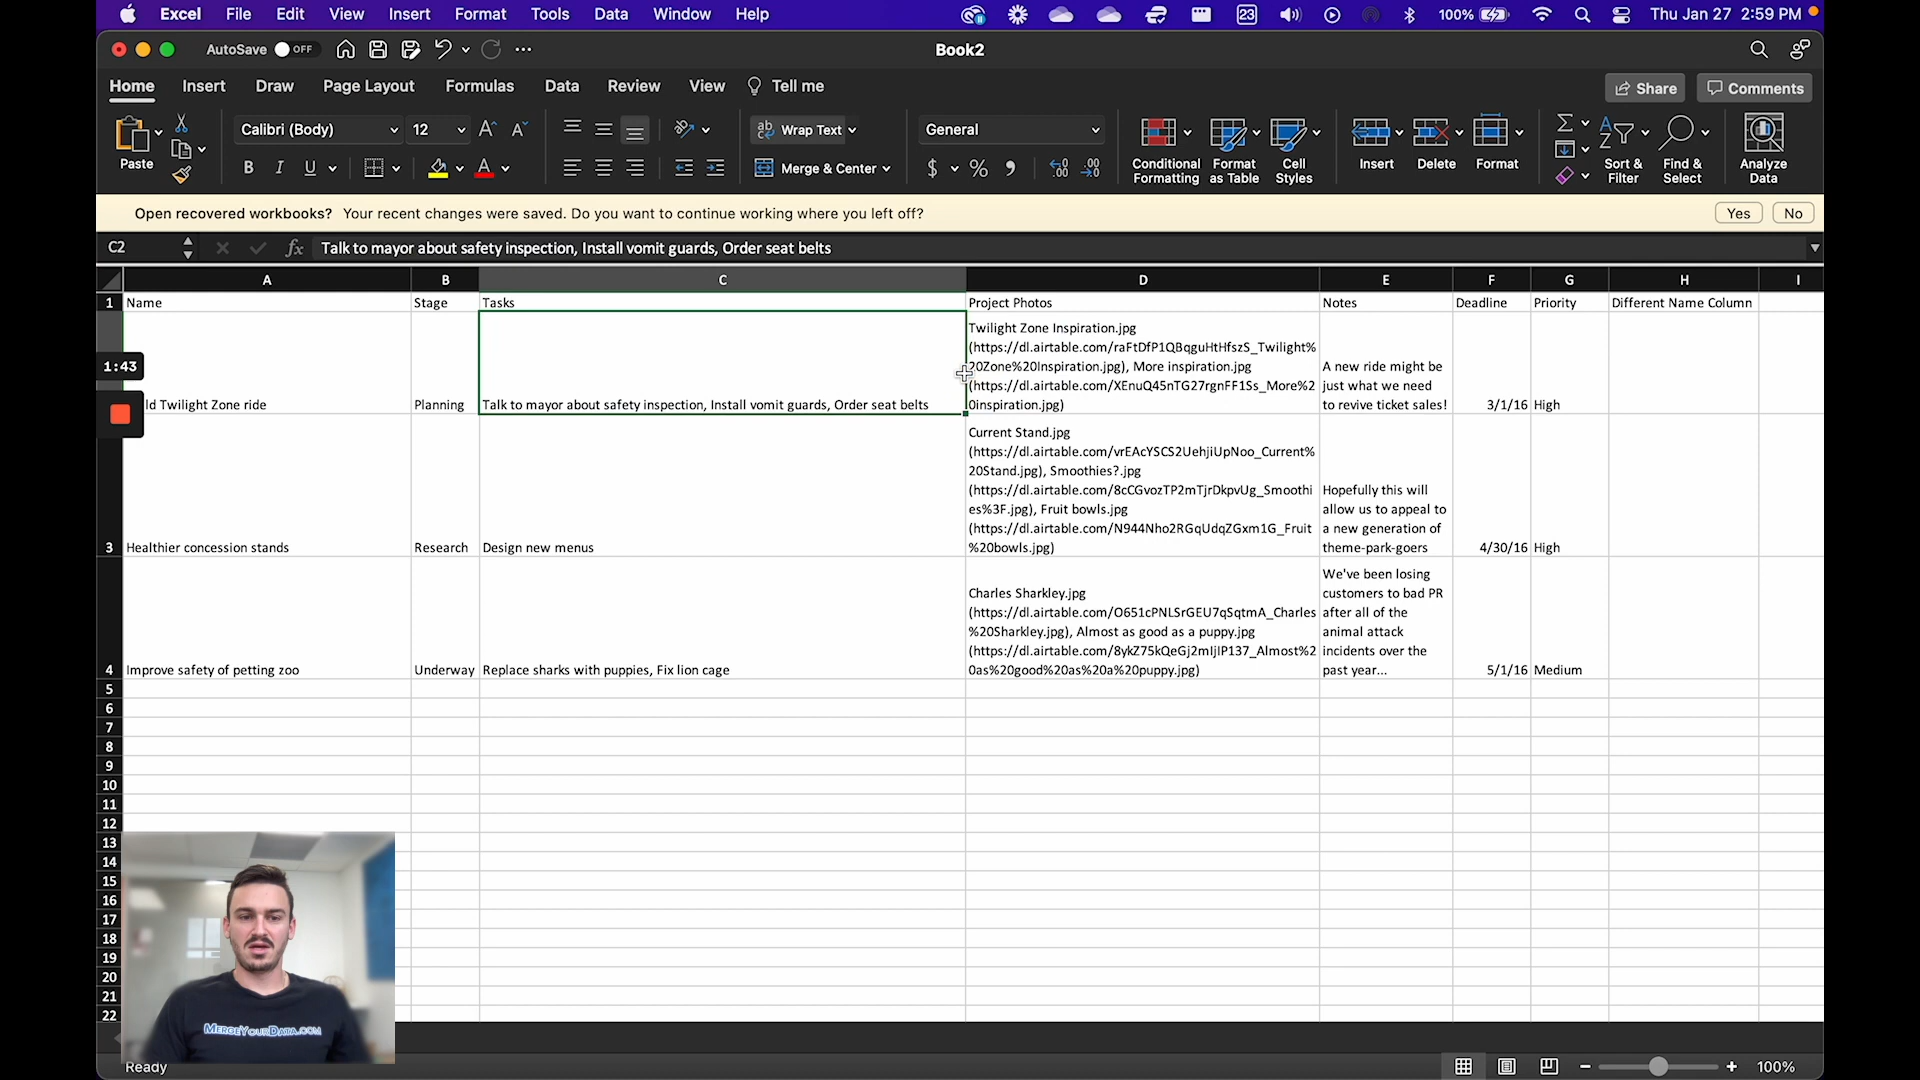 Excel File Edit View Insert Format Tools Data Window Help
23 100% Thu Jan 27 2:59 PM
AutoSave OFF
Book2
Home Insert Draw Page Layout Formulas Data Review View Tell me
Share Comments
Paste
Calibri (Body) 12
B I U
A
Wrap Text
Merge & Center
General
$ % 9
Conditional Formatting
Format as Table
Cell Styles
Insert
Delete
Format
Sort & Filter
Find & Select
Analyze Data
Open recovered workbooks? Your recent changes were saved. Do you want to continue working where you left off? Yes No
C2 fx Talk to mayor about safety inspection, Install vomit guards, Order seat belts
A B C D E F G H I
1 Name Stage Tasks Project Photos Notes Deadline Priority Different Name Column
1:43
ld Twilight Zone ride Planning Talk to mayor about safety inspection, Install vomit guards, Order seat belts
Twilight Zone Inspiration.jpg
(https://dl.airtable.com/raFtDfP1QBqguHtHfszS_Twilight%
20Zone%20Inspiration.jpg), More inspiration.jpg
(https://dl.airtable.com/XEnuQ45nTG27rgnFF1Ss_More%2
0inspiration.jpg)
A new ride might be
just what we need
to revive ticket sales!
3/1/16 High
3 Healthier concession stands Research Design new menus
Current Stand.jpg
(https://dl.airtable.com/vrEAcYSCS2UehjiUpNoo_Current%
20Stand.jpg), Smoothies?.jpg
(https://dl.airtable.com/8cCGvozTP2mTjrDkpvUg_Smoothi
es%3F.jpg), Fruit bowls.jpg
(https://dl.airtable.com/N944Nho2RGqUdqZGxm1G_Fruit
%20bowls.jpg)
Hopefully this will
allow us to appeal to
a new generation of
theme-park-goers
4/30/16 High
4 Improve safety of petting zoo Underway Replace sharks with puppies, Fix lion cage
Charles Sharkley.jpg
(https://dl.airtable.com/O651cPNLSrGEU7qSqtmA_Charles
%20Sharkley.jpg), Almost as good as a puppy.jpg
(https://dl.airtable.com/8ykZ75kQeGj2mIjIP137_Almost%2
0as%20good%20as%20a%20puppy.jpg)
We've been losing
customers to bad PR
after all of the
animal attack
incidents over the
past year...
5/1/16 Medium
5
6
7
8
9
10
11
12
13
14
15
16
17
18
19
20
21
22
MERGEYOURDATA.COM
Ready
100%